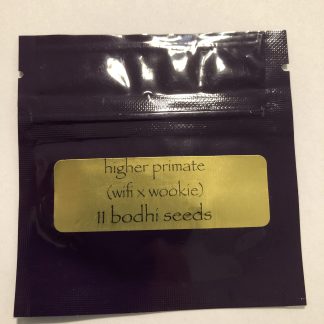 higher primate
(wifi x wookie)
11 bodhi seeds